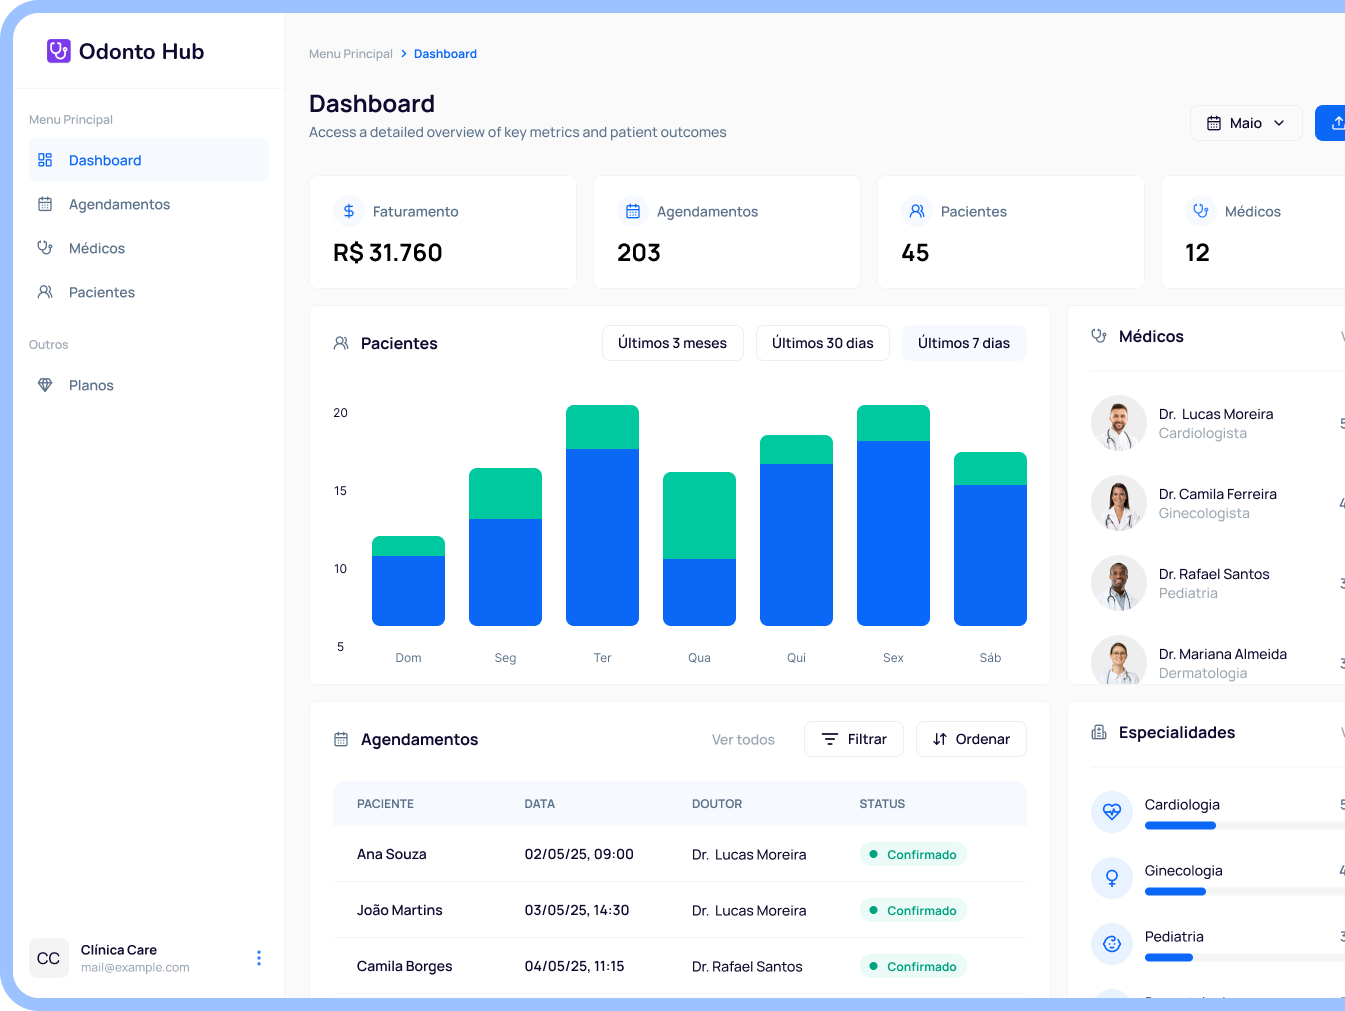 Odonto Hub
Menu Principal
Dashboard
Agendamentos
Médicos
Pacientes
Outros
Planos
CC
Clínica Care
mail@example.com
Menu Principal > Dashboard
Dashboard
Access a detailed overview of key metrics and patient outcomes
Maio
$ Faturamento
R$ 31.760
Agendamentos
203
Pacientes
45
Médicos
12
Pacientes
Últimos 3 meses
Últimos 30 dias
Últimos 7 dias
20
15
10
5
Dom Seg Ter Qua Qui Sex Sáb
Médicos
Dr. Lucas Moreira
Cardiologista
Dr. Camila Ferreira
Ginecologista
Dr. Rafael Santos
Pediatria
Dr. Mariana Almeida
Dermatologia
Agendamentos
Ver todos
Filtrar
Ordenar
PACIENTE DATA DOUTOR STATUS
Ana Souza 02/05/25, 09:00 Dr. Lucas Moreira Confirmado
João Martins 03/05/25, 14:30 Dr. Lucas Moreira Confirmado
Camila Borges 04/05/25, 11:15 Dr. Rafael Santos Confirmado
Especialidades
Cardiologia
Ginecologia
Pediatria